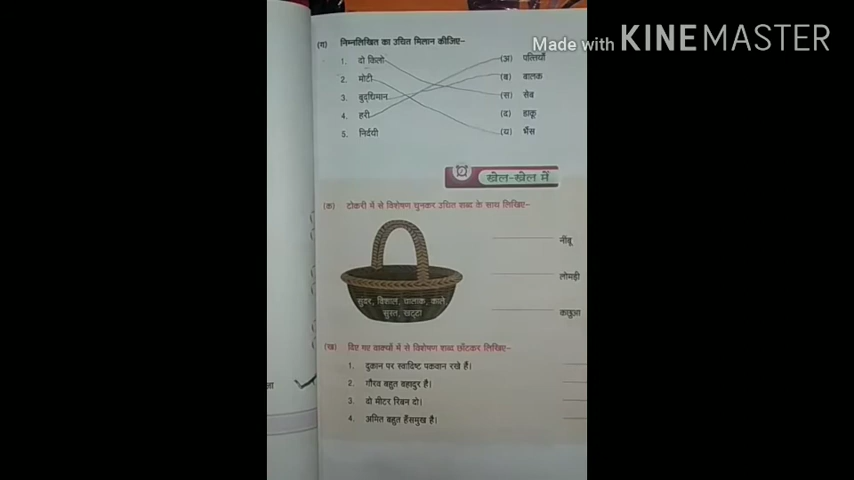 Made with KINEMASTER
(ग) निम्नलिखित का उचित मिलान कीजिए–
1. दो किलो (अ) पत्तियाँ
2. मोटी (ब) बालक
3. बुद्धिमान (स) सेब
4. हरी (द) डाकू
5. निर्दयी (य) भैंस
खेल-खेल में
(क) टोकरी में से विशेषण चुनकर उचित शब्द के साथ लिखिए–
नींबू
लोमड़ी
कछुआ
सुंदर, विशाल, चालाक, काले,
सुस्त, खट्टा
(ख) दिए गए वाक्यों में से विशेषण शब्द छाँटकर लिखिए–
1. दुकान पर स्वादिष्ट पकवान रखे हैं।
2. गौरव बहुत बहादुर है।
3. दो मीटर रिबन दो।
4. अमित बहुत हँसमुख है।